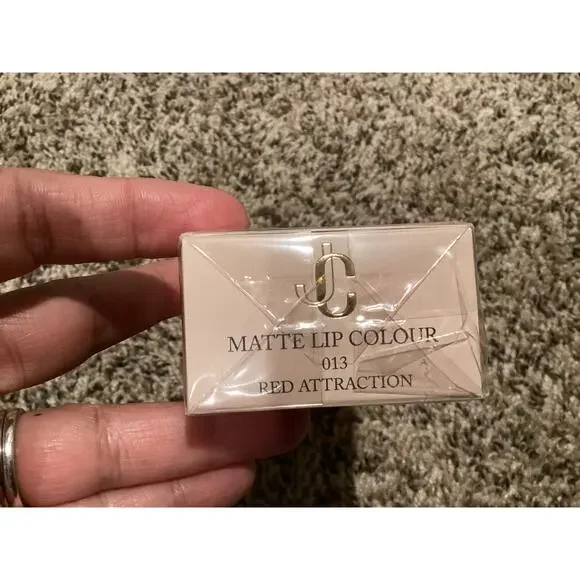 JC
MATTE LIP COLOUR
013
RED ATTRACTION